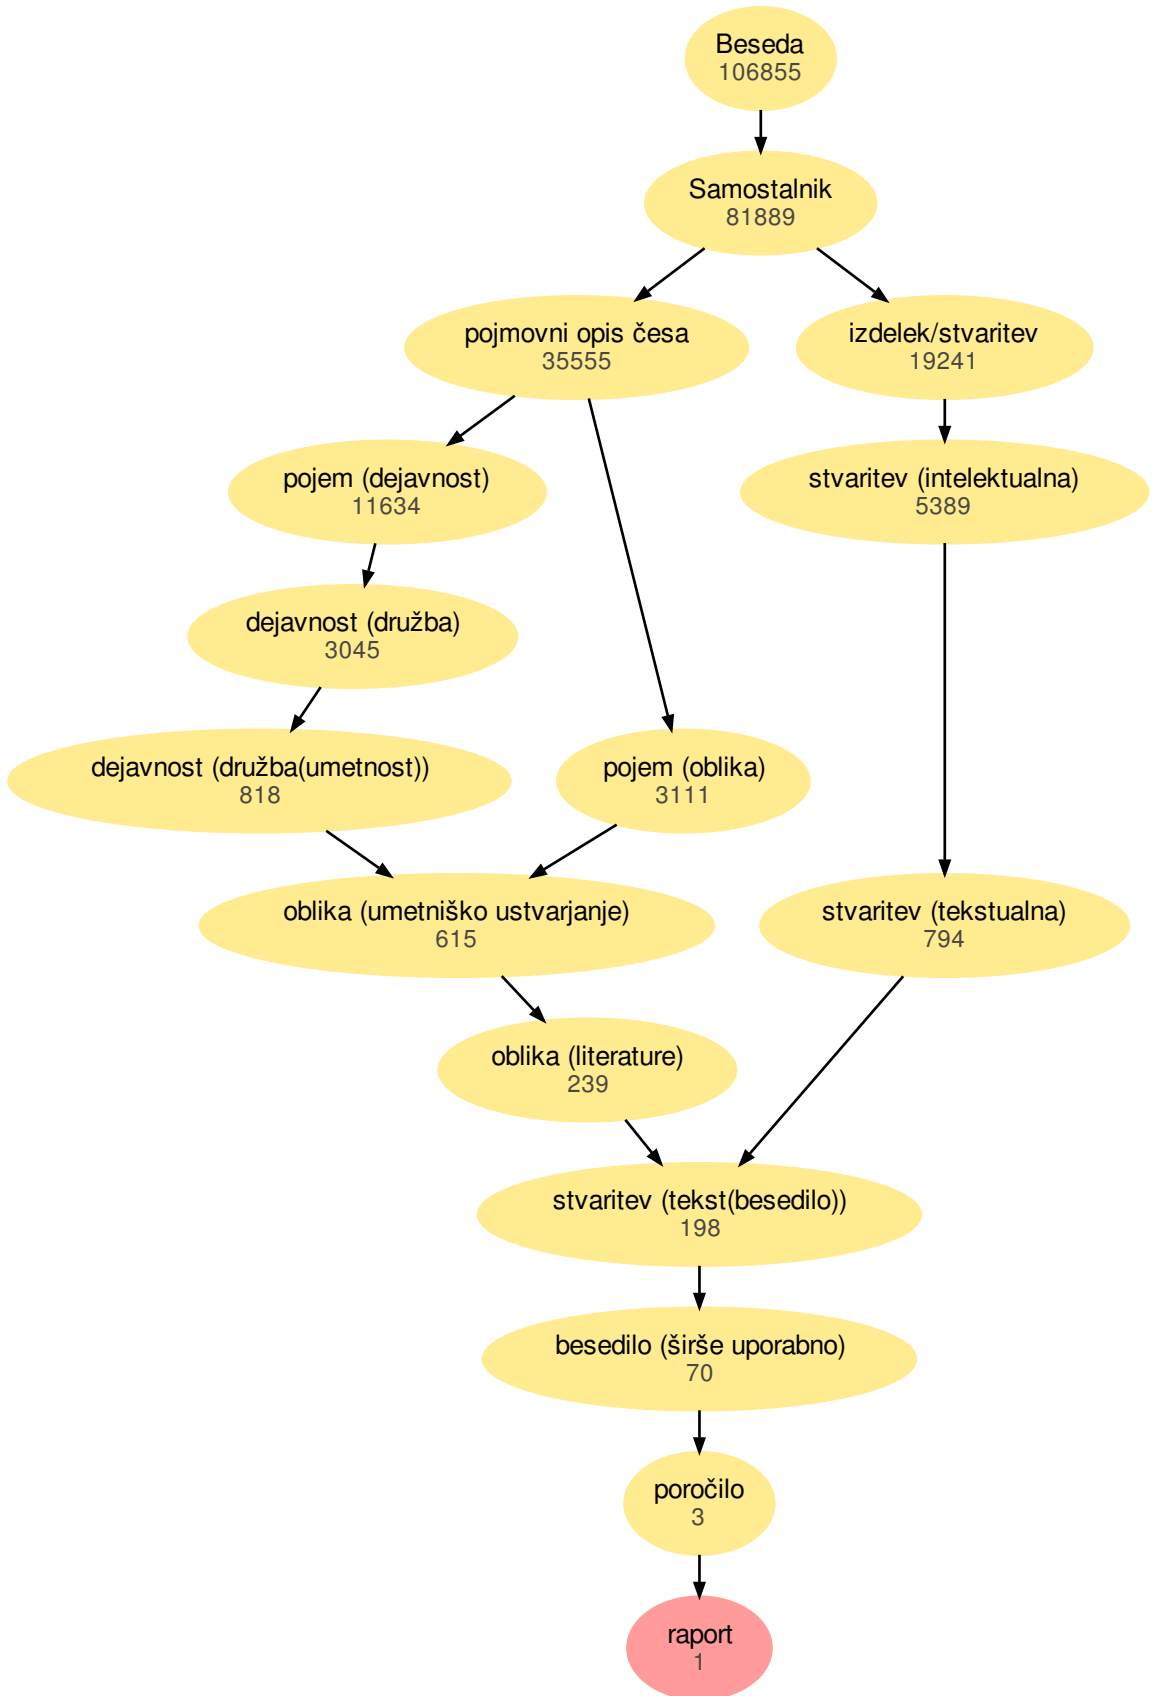 Beseda
106855
Samostalnik
81889
pojmovni opis česa
35555
izdelek/stvaritev
19241
pojem (dejavnost)
11634
stvaritev (intelektualna)
5389
dejavnost (družba)
3045
dejavnost (družba(umetnost))
818
pojem (oblika)
3111
oblika (umetniško ustvarjanje)
615
stvaritev (tekstualna)
794
oblika (literature)
239
stvaritev (tekst(besedilo))
198
besedilo (širše uporabno)
70
poročilo
3
raport
1